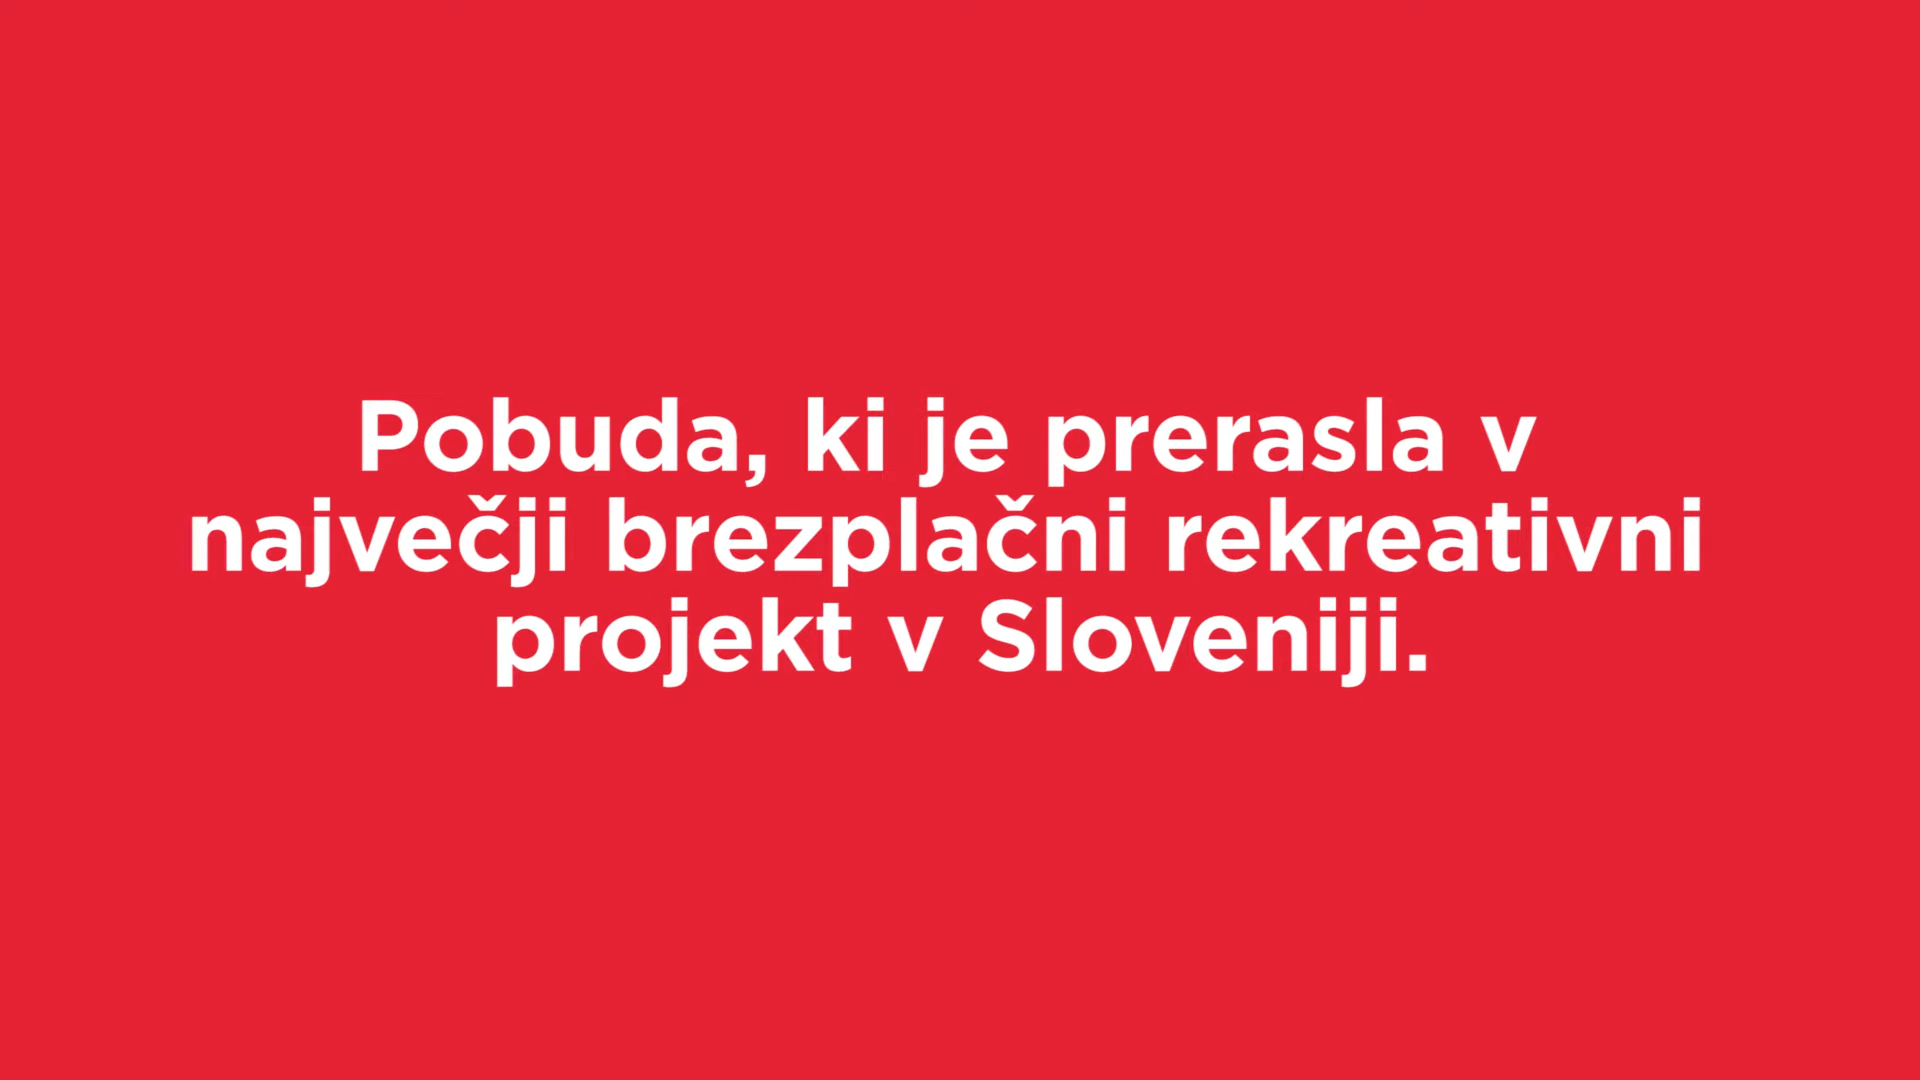 Pobuda, ki je prerasla v
največji brezplačni rekreativni
projekt v Sloveniji.